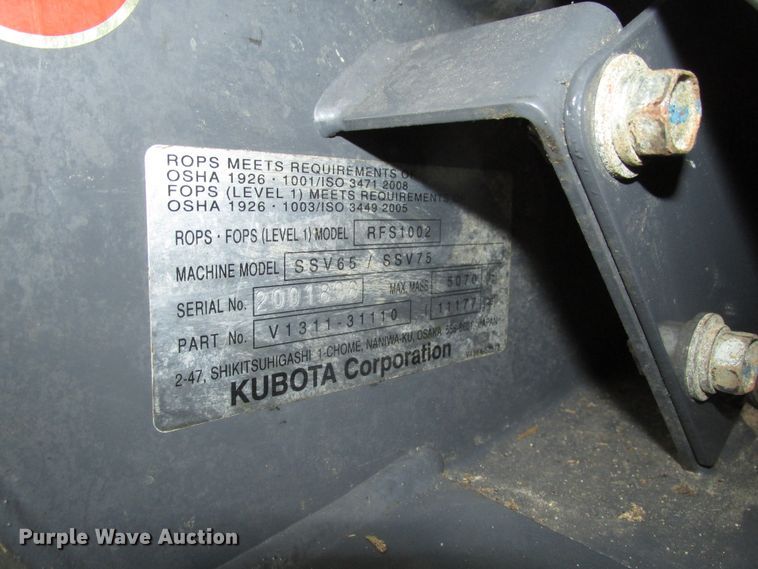 ROPS MEETS REQUIREMENTS
OSHA 1926 · 1001/ISO 3471 2008
FOPS (LEVEL 1) MEETS REQUIREMENTS
OSHA 1926 · 1003/ISO 3449 2005
ROPS · FOPS (LEVEL 1) MODEL RFS1002
MACHINE MODEL SSV65 / SSV75
SERIAL No. MAX. MASS 5070
PART No. V1311-31110 11177
2-47, SHIKITSUHIGASHI 1-CHOME, NANIWA-KU, OSAKA, JAPAN
KUBOTA Corporation
Purple Wave Auction